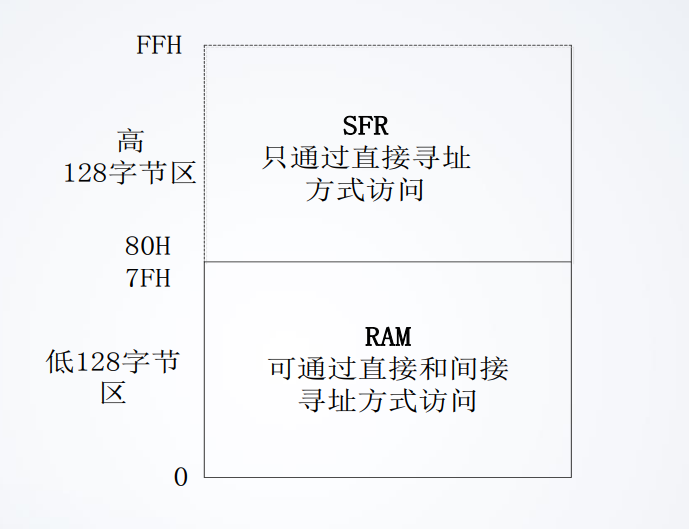 FFH
高
128字节区
SFR
只通过直接寻址
方式访问
80H
7FH
低128字节
区
RAM
可通过直接和间接
寻址方式访问
0